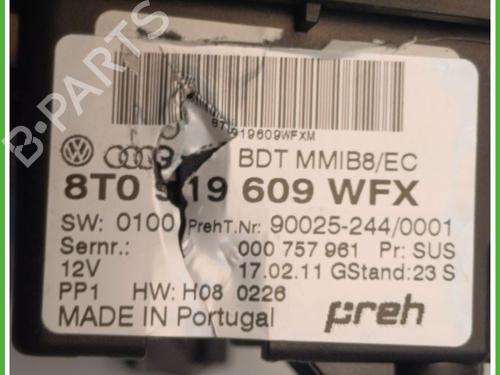 8T0919609WFXM
BDT MMIB8/EC
8T0 919 609 WFX
SW: 0100 PrehT.Nr: 90025-244/0001
Sernr.: 000 757 961 Pr: SUS
12V 17.02.11 GStand: 23 S
PP1 HW: H08 0226
MADE IN Portugal preh
B-PARTS